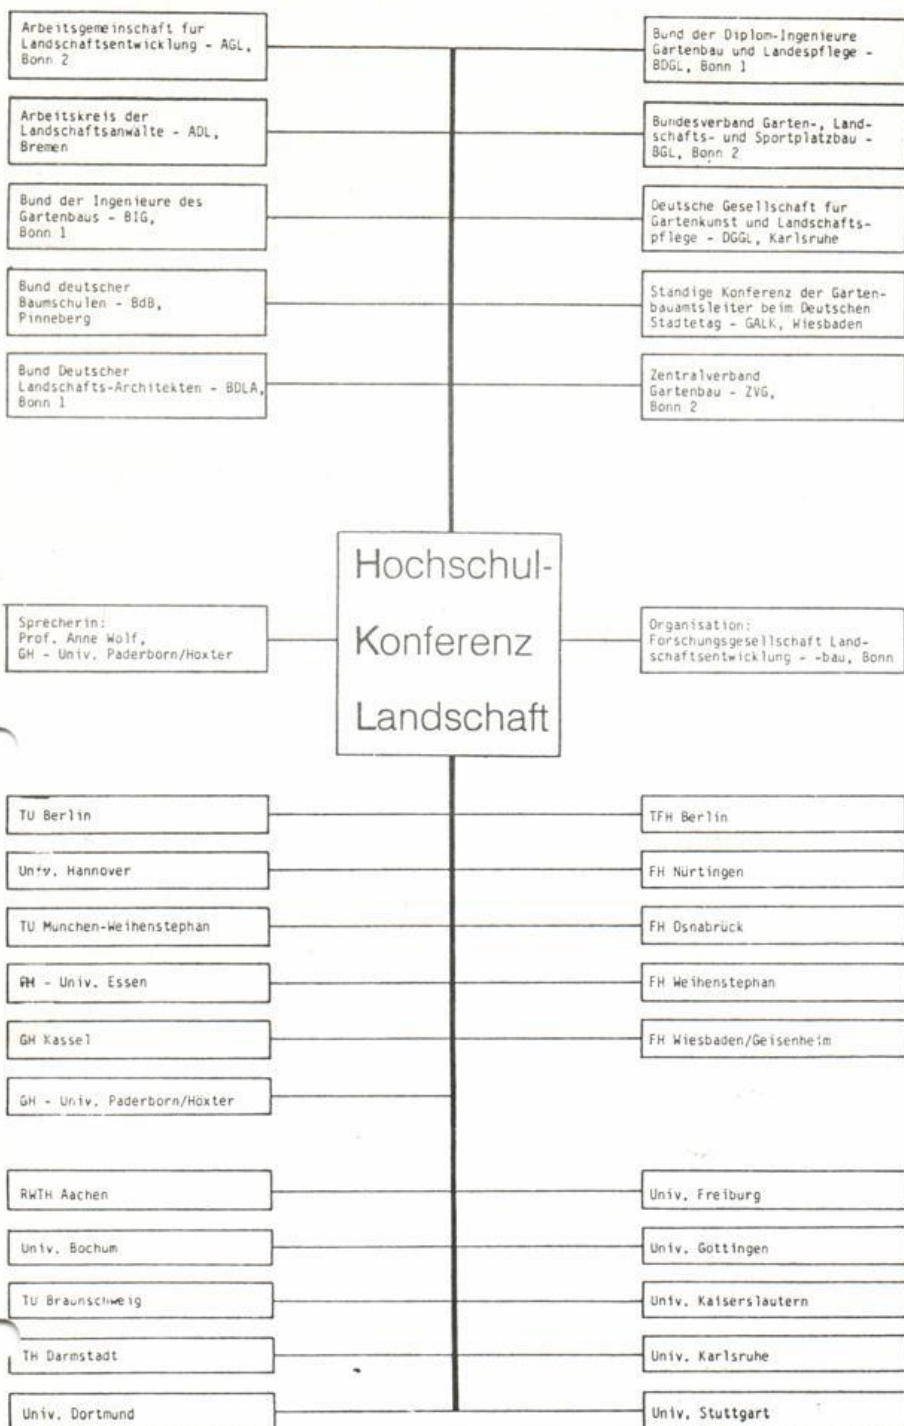 Arbeitsgemeinschaft fur
Landschaftsentwicklung - AGL,
Bonn 2
Arbeitskreis der
Landschaftsanwalte - ADL,
Bremen
Bund der Ingenieure des
Gartenbaus - BIG,
Bonn 1
Bund deutscher
Baumschulen - BdB,
Pinneberg
Bund Deutscher
Landschafts-Architekten - BDLA,
Bonn 1
Bund der Diplom-Ingenieure
Gartenbau und Landespflege -
BDGL, Bonn 1
Bundesverband Garten-, Land-
schafts- und Sportplatzbau -
BGL, Bonn 2
Deutsche Gesellschaft fur
Gartenkunst und Landschafts-
pflege - DGGL, Karlsruhe
Standige Konferenz der Garten-
bauamtsleiter beim Deutschen
Stadtetag - GALK, Wiesbaden
Zentralverband
Gartenbau - ZVG,
Bonn 2
Hochschul-
Konferenz
Landschaft
Sprecherin:
Prof. Anne Wolf,
GH - Univ. Paderborn/Hoxter
Organisation:
Forschungsgesellschaft Land-
schaftsentwicklung - -bau, Bonn
TU Berlin
Univ. Hannover
TU Munchen-Weihenstephan
- Univ. Essen
GH Kassel
GH - Univ. Paderborn/Höxter
TFH Berlin
FH Nürtingen
FH Osnabrück
FH Weihenstephan
FH Wiesbaden/Geisenheim
RWTH Aachen
Univ. Bochum
TU Braunschweig
TH Darmstadt
Univ. Dortmund
Univ. Freiburg
Univ. Gottingen
Univ. Kaiserslautern
Univ. Karlsruhe
Univ. Stuttgart